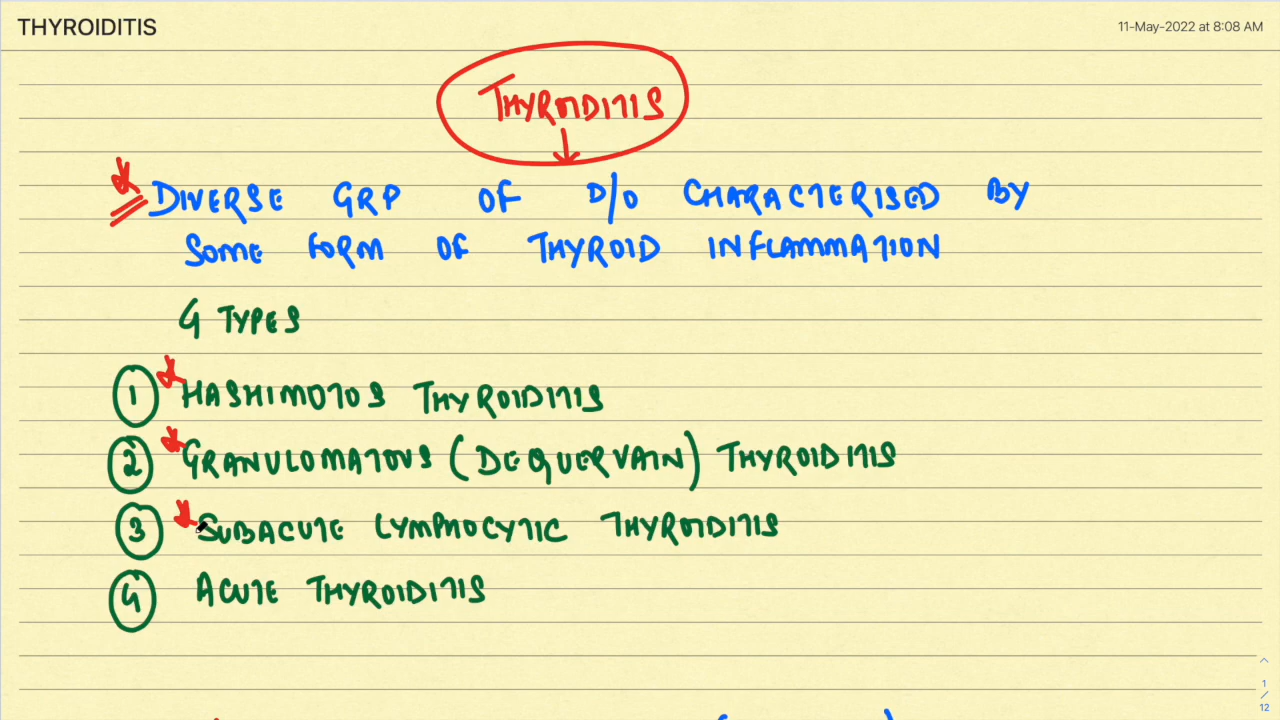 THYROIDITIS
11-May-2022 at 8:08 AM
THYROIDITIS
DIVERSE GRP OF D/O CHARACTERISED BY
SOME FORM OF THYROID INFLAMMATION
4 TYPES
1 HASHIMOTOS THYROIDITIS
2 GRANULOMATOUS (DEQUERVAIN) THYROIDITIS
3 SUBACUTE LYMPHOCYTIC THYROIDITIS
4 ACUTE THYROIDITIS
1
/
12